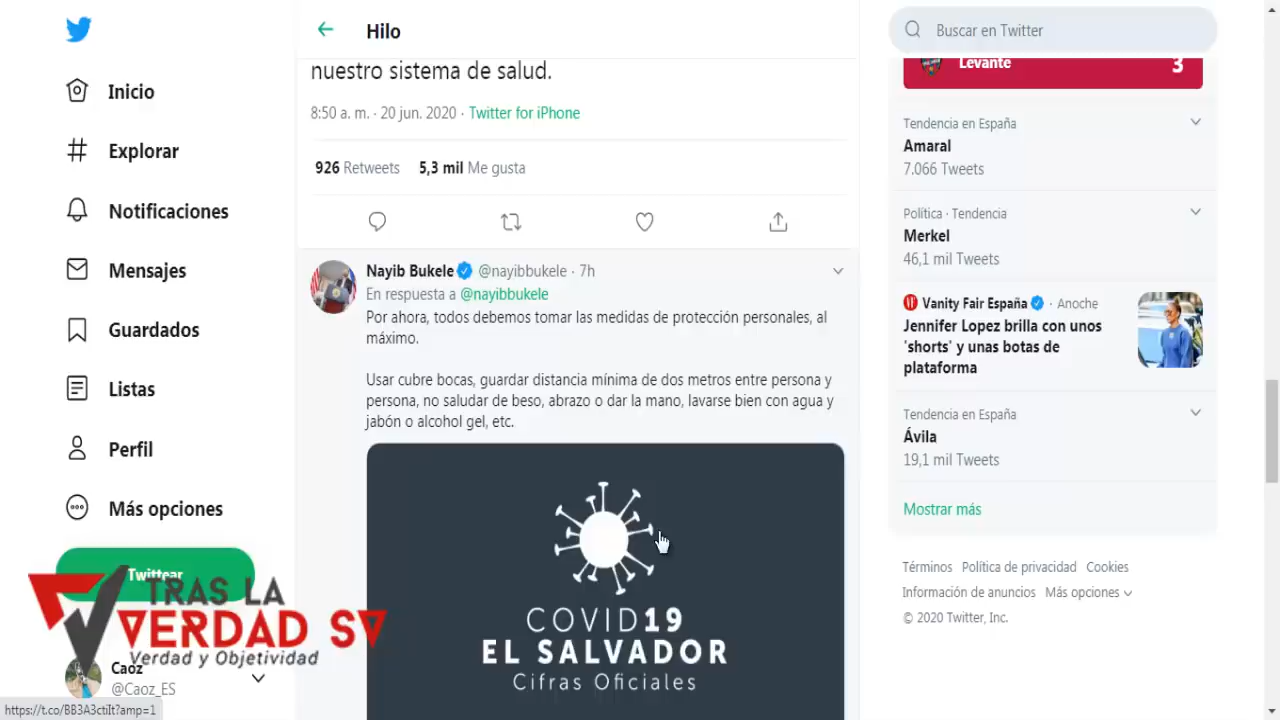 Inicio
Explorar
Notificaciones
Mensajes
Guardados
Listas
Perfil
Más opciones
Twittear
TRAS LA
VERDAD SV
Verdad y Objetividad
Caoz
@Caoz_ES
https://t.co/BB3A3ctiIt?amp=1
Hilo
nuestro sistema de salud.
8:50 a. m. · 20 jun. 2020 · Twitter for iPhone
926 Retweets 5,3 mil Me gusta
Nayib Bukele @nayibbukele · 7h
En respuesta a @nayibbukele
Por ahora, todos debemos tomar las medidas de protección personales, al
máximo.
Usar cubre bocas, guardar distancia mínima de dos metros entre persona y
persona, no saludar de beso, abrazo o dar la mano, lavarse bien con agua y
jabón o alcohol gel, etc.
COVID19
EL SALVADOR
Cifras Oficiales
Buscar en Twitter
Levante 3
Tendencia en España
Amaral
7.066 Tweets
Política · Tendencia
Merkel
46,1 mil Tweets
Vanity Fair España · Anoche
Jennifer Lopez brilla con unos
'shorts' y unas botas de
plataforma
Tendencia en España
Ávila
19,1 mil Tweets
Mostrar más
Términos Política de privacidad Cookies
Información de anuncios Más opciones
© 2020 Twitter, Inc.